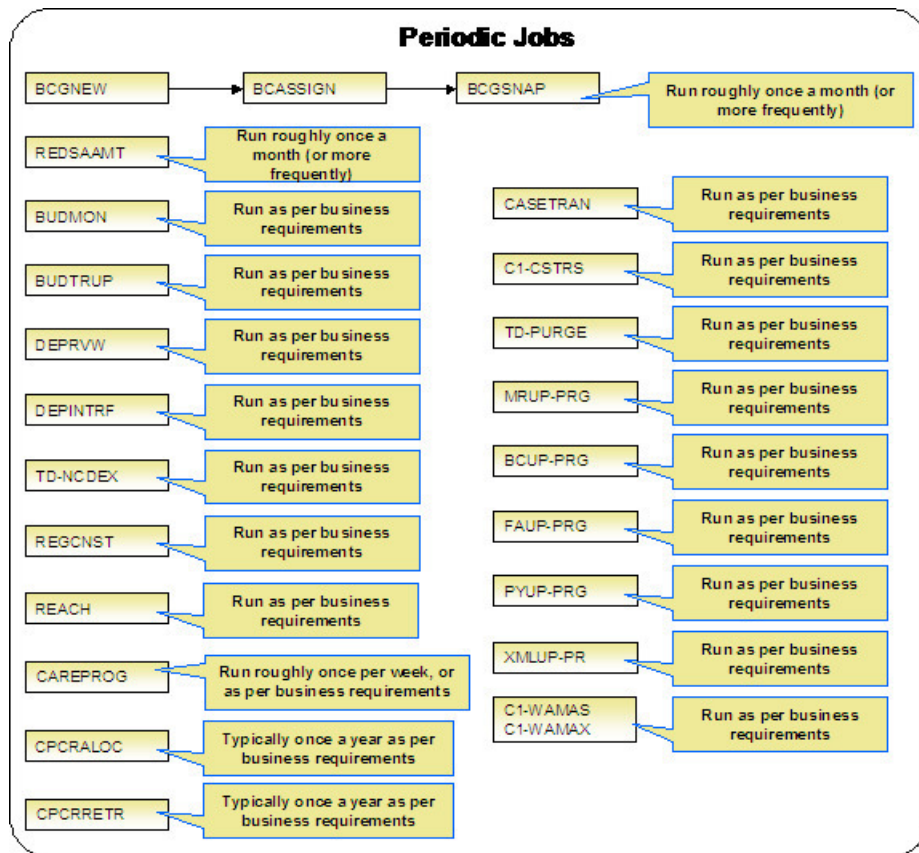 Periodic Jobs
BCGNEW
BCASSIGN
BCGSNAP
Run roughly once a month (or
more frequently)
REDSAAMT
Run roughly once a
month (or more
frequently)
BUDMON
Run as per business
requirements
BUDTRUP
Run as per business
requirements
DEPRVW
Run as per business
requirements
DEPINTRF
Run as per business
requirements
TD-NCDEX
Run as per business
requirements
REGCNST
Run as per business
requirements
REACH
Run as per business
requirements
CAREPROG
Run roughly once per week, or
as per business requirements
CPCRALOC
Typically once a year as per
business requirements
CPCRRETR
Typically once a year as per
business requirements
CASETRAN
Run as per business
requirements
C1-CSTRS
Run as per business
requirements
TD-PURGE
Run as per business
requirements
MRUP-PRG
Run as per business
requirements
BCUP-PRG
Run as per business
requirements
FAUP-PRG
Run as per business
requirements
PYUP-PRG
Run as per business
requirements
XMLUP-PR
Run as per business
requirements
C1-WAMAS
C1-WAMAX
Run as per business
requirements